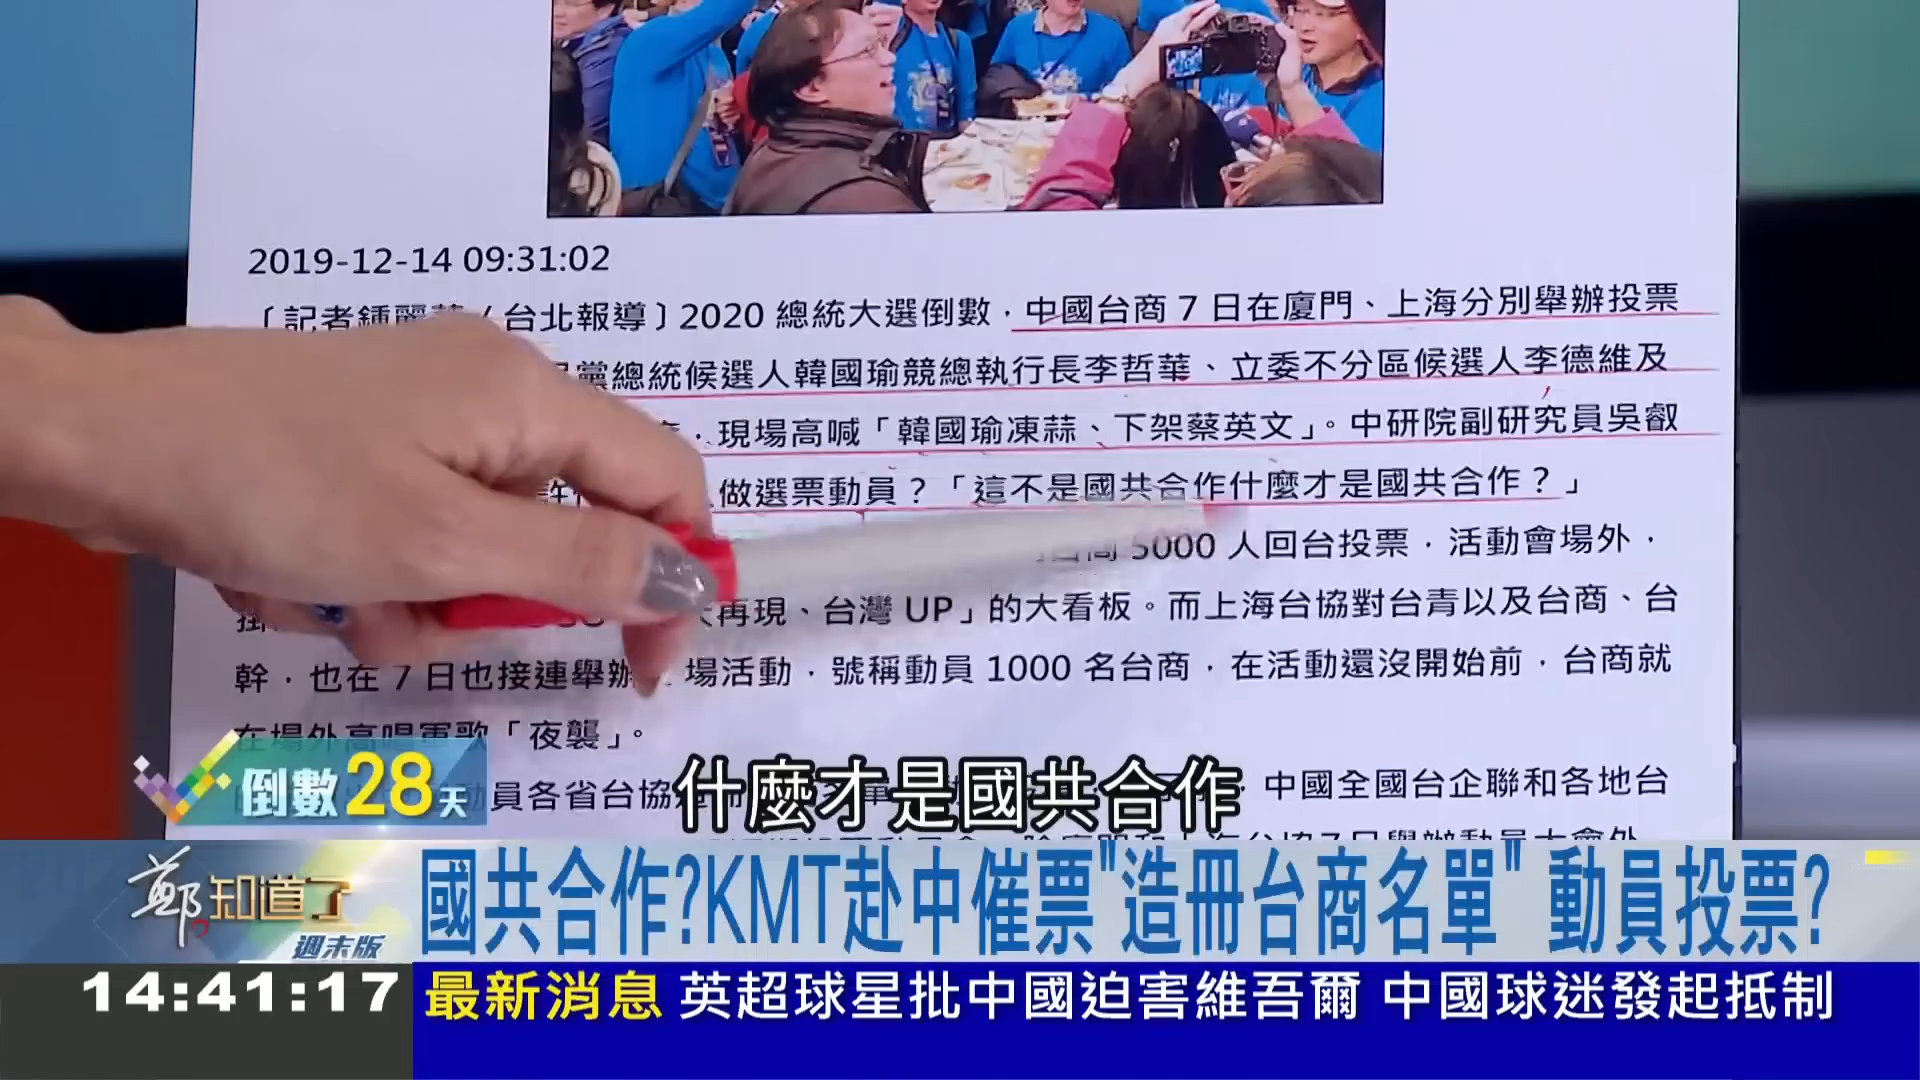 2019-12-14 09:31:02
〔記者鍾麗華／台北報導〕2020 總統大選倒數，中國台商 7 日在廈門、上海分別舉辦投票
黨總統候選人韓國瑜競總執行長李哲華、立委不分區候選人李德維及
，現場高喊「韓國瑜凍蒜、下架蔡英文」。中研院副研究員吳叡
做選票動員？「這不是國共合作什麼才是國共合作？」
5000 人回台投票，活動會場外，
再現、台灣 UP」的大看板。而上海台協對台青以及台商、台
幹，也在 7 日也接連舉辦 場活動，號稱動員 1000 名台商，在活動還沒開始前，台商就
在場外高唱軍歌「夜襲」。
動員各省台協 ，中國全國台企聯和各地台
倒數28天
什麼才是國共合作
鄭知道了
週末版
國共合作?KMT赴中催票"造冊台商名單" 動員投票?
14:41:17
最新消息 英超球星批中國迫害維吾爾 中國球迷發起抵制